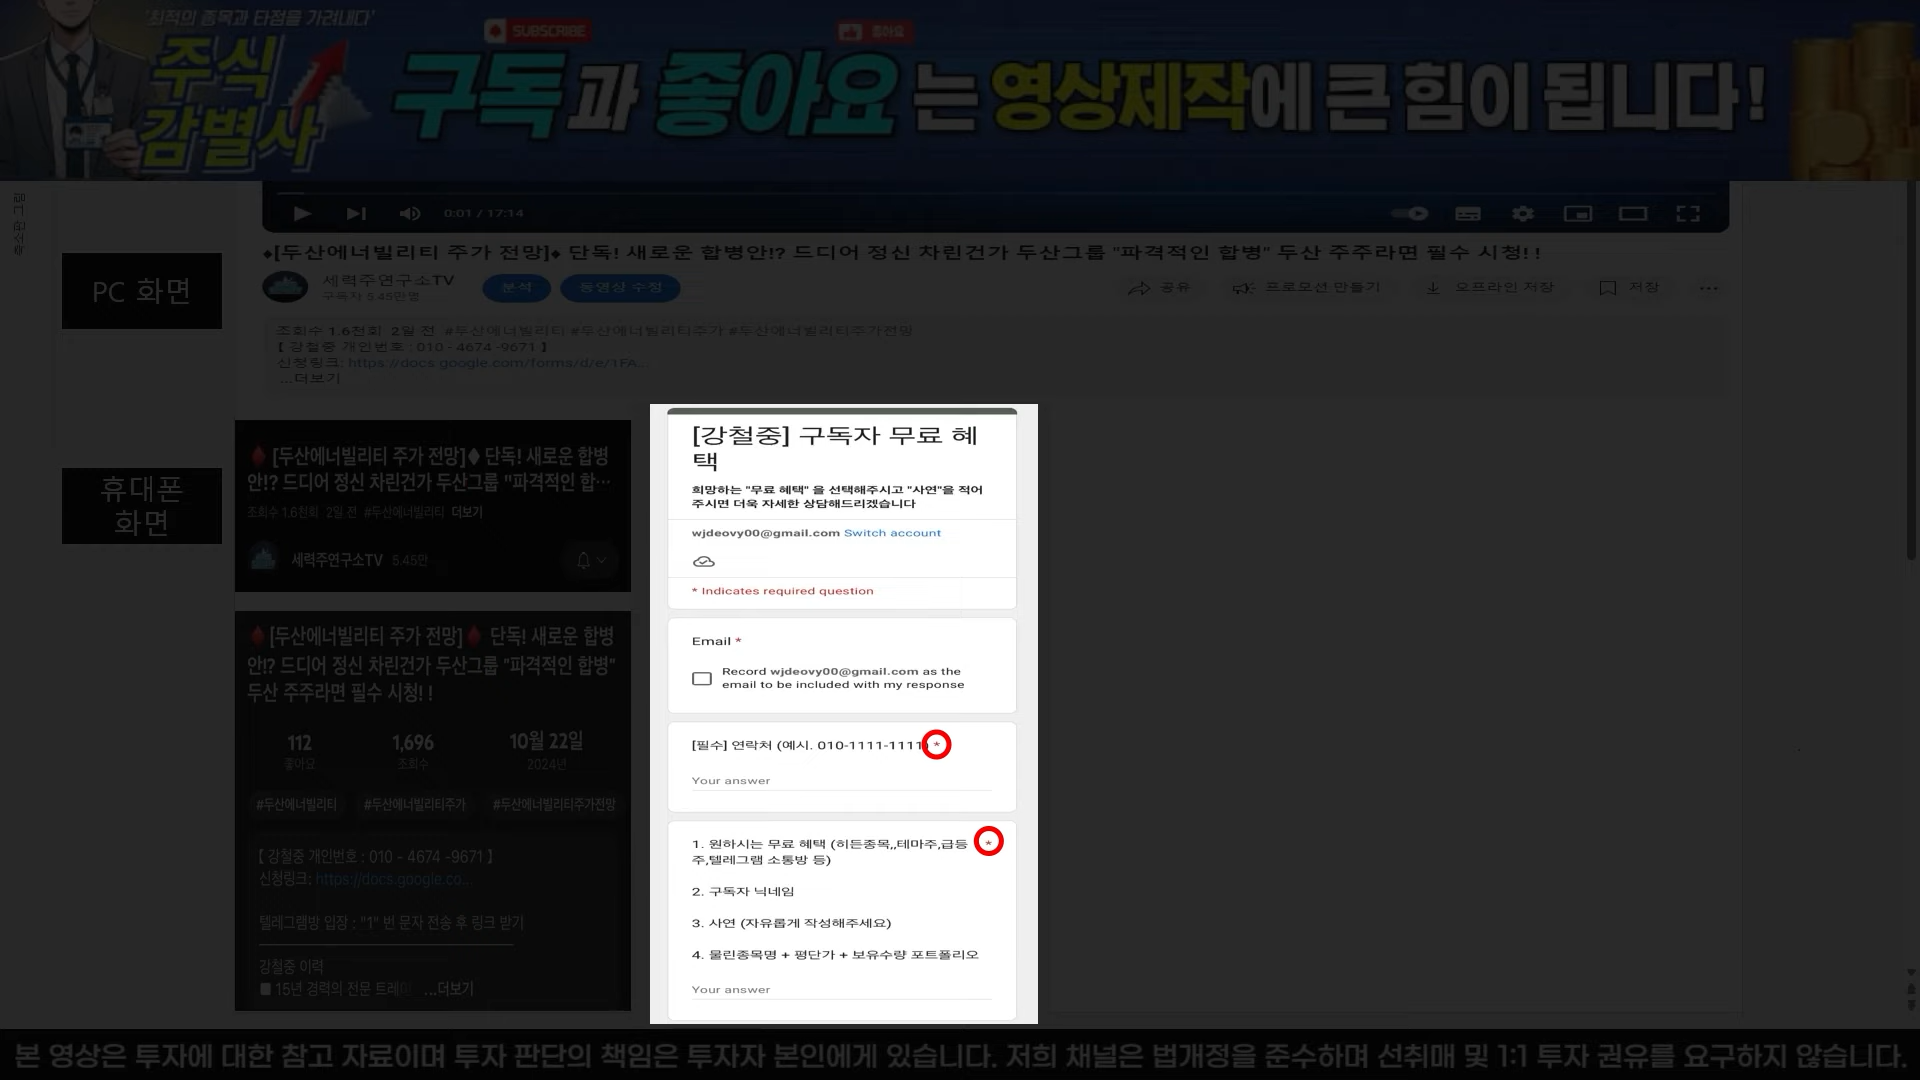 '최적의 종목과 타점을 가려내다'
주식
감별사
SUBSCRIBE
좋아요
구독과 좋아요는 영상제작에 큰 힘이 됩니다!
0:01 / 17:14
◆[두산에너빌리티 주가 전망]◆ 단독! 새로운 합병안!? 드디어 정신 차린건가 두산그룹 "파격적인 합병" 두산 주주라면 필수 시청! !
세력주연구소TV
구독자 5.45만명
분석
동영상 수정
공유
프로모션 만들기
오프라인 저장
저장
조회수 1.6천회 2일 전 #두산에너빌리티 #두산에너빌리티주가 #두산에너빌리티주가전망
【 강철중 개인번호 : 010 - 4674 -9671 】
신청링크: https://docs.google.com/forms/d/e/1FA...
...더보기
PC 화면
휴대폰
화면
[두산에너빌리티 주가 전망]◆ 단독! 새로운 합병
안!? 드디어 정신 차린건가 두산그룹 "파격적인 합…
조회수 1.6천회 2일 전 #두산에너빌리티 더보기
세력주연구소TV 5.45만
[두산에너빌리티 주가 전망] 단독! 새로운 합병
안!? 드디어 정신 차린건가 두산그룹 "파격적인 합병"
두산 주주라면 필수 시청! !
112
좋아요
1,696
조회수
10월 22일
2024년
#두산에너빌리티
#두산에너빌리티주가
#두산에너빌리티주가전망
【 강철중 개인번호 : 010 - 4674 -9671 】
신청링크: https://docs.google.co...
텔레그램방 입장 : "1" 번 문자 전송 후 링크 받기
강철중 이력
■ 15년 경력의 전문 트레이 ...더보기
[강철중] 구독자 무료 혜
택
희망하는 "무료 혜택" 을 선택해주시고 "사연"을 적어
주시면 더욱 자세한 상담해드리겠습니다
wjdeovy00@gmail.com Switch account
* Indicates required question
Email *
Record wjdeovy00@gmail.com as the
email to be included with my response
[필수] 연락처 (예시. 010-1111-1111) *
Your answer
1. 원하시는 무료 혜택 (히든종목,,테마주,급등 *
주,텔레그램 소통방 등)
2. 구독자 닉네임
3. 사연 (자유롭게 작성해주세요)
4. 물린종목명 + 평단가 + 보유수량 포트폴리오
Your answer
본 영상은 투자에 대한 참고 자료이며 투자 판단의 책임은 투자자 본인에게 있습니다. 저희 채널은 법개정을 준수하며 선취매 및 1:1 투자 권유를 요구하지 않습니다.